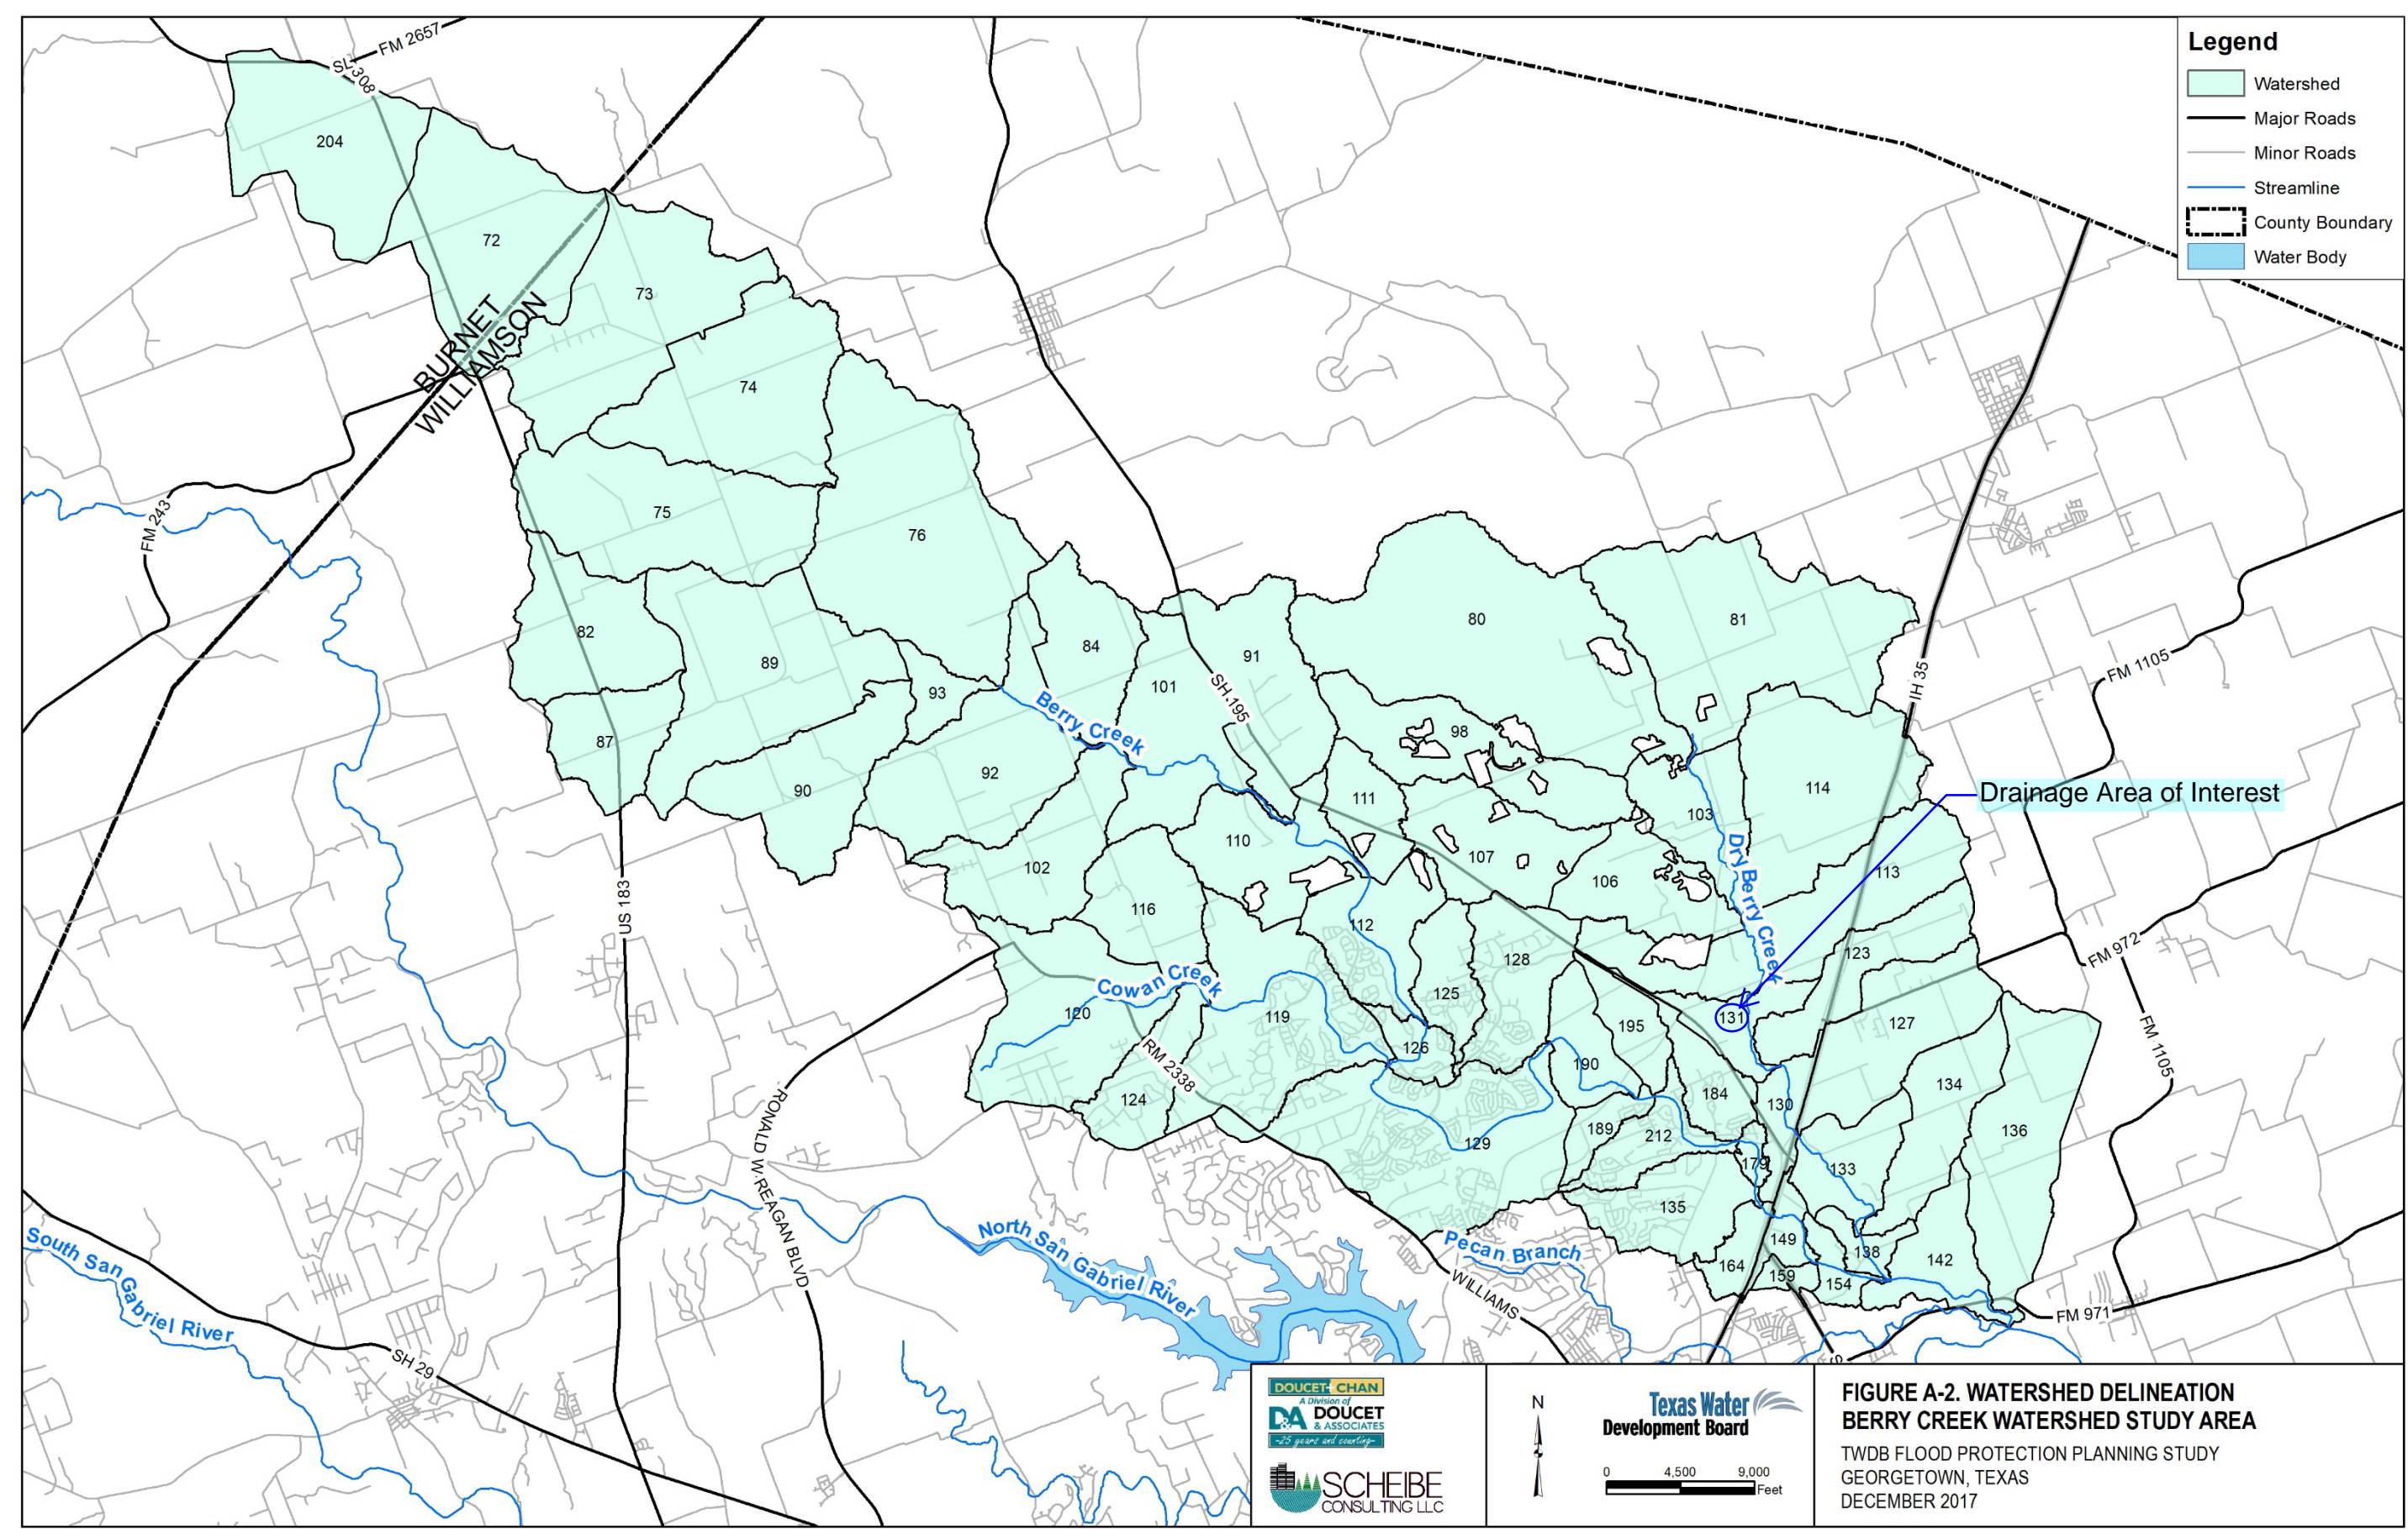 FM 2657
SL 308
204
72
73
BURNET
WILLIAMSON
74
FM 243
75
76
82
89
84
91
80
81
93
101
SH 195
IH 35
FM 1105
87
Berry Creek
98
90
92
111
103
114
Drainage Area of Interest
102
110
107
106
Dry Berry Creek
113
US 183
116
112
128
123
FM 972
Cowan Creek
125
120
119
131
195
127
FM 1105
126
RM 2338
190
124
184
130
134
RONALD W REAGAN BLVD
129
189
212
136
179
133
135
South San Gabriel River
North San Gabriel River
Pecan Branch
149
138
142
164
159
154
WILLIAMS
FM 971
SH 29
S
Legend
Watershed
Major Roads
Minor Roads
Streamline
County Boundary
Water Body
DOUCET+CHAN
A Division of
D&A DOUCET
& ASSOCIATES
-25 years and counting-
SCHEIBE
CONSULTING LLC
N
Texas Water
Development Board
0 4,500 9,000
Feet
FIGURE A-2. WATERSHED DELINEATION
BERRY CREEK WATERSHED STUDY AREA
TWDB FLOOD PROTECTION PLANNING STUDY
GEORGETOWN, TEXAS
DECEMBER 2017